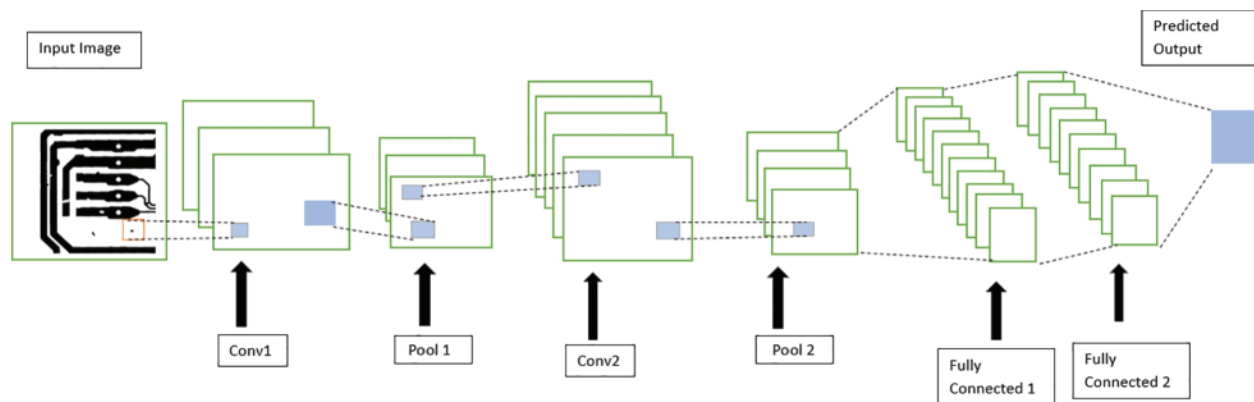 Input Image
Predicted
Output
Conv1
Pool 1
Conv2
Pool 2
Fully
Connected 1
Fully
Connected 2